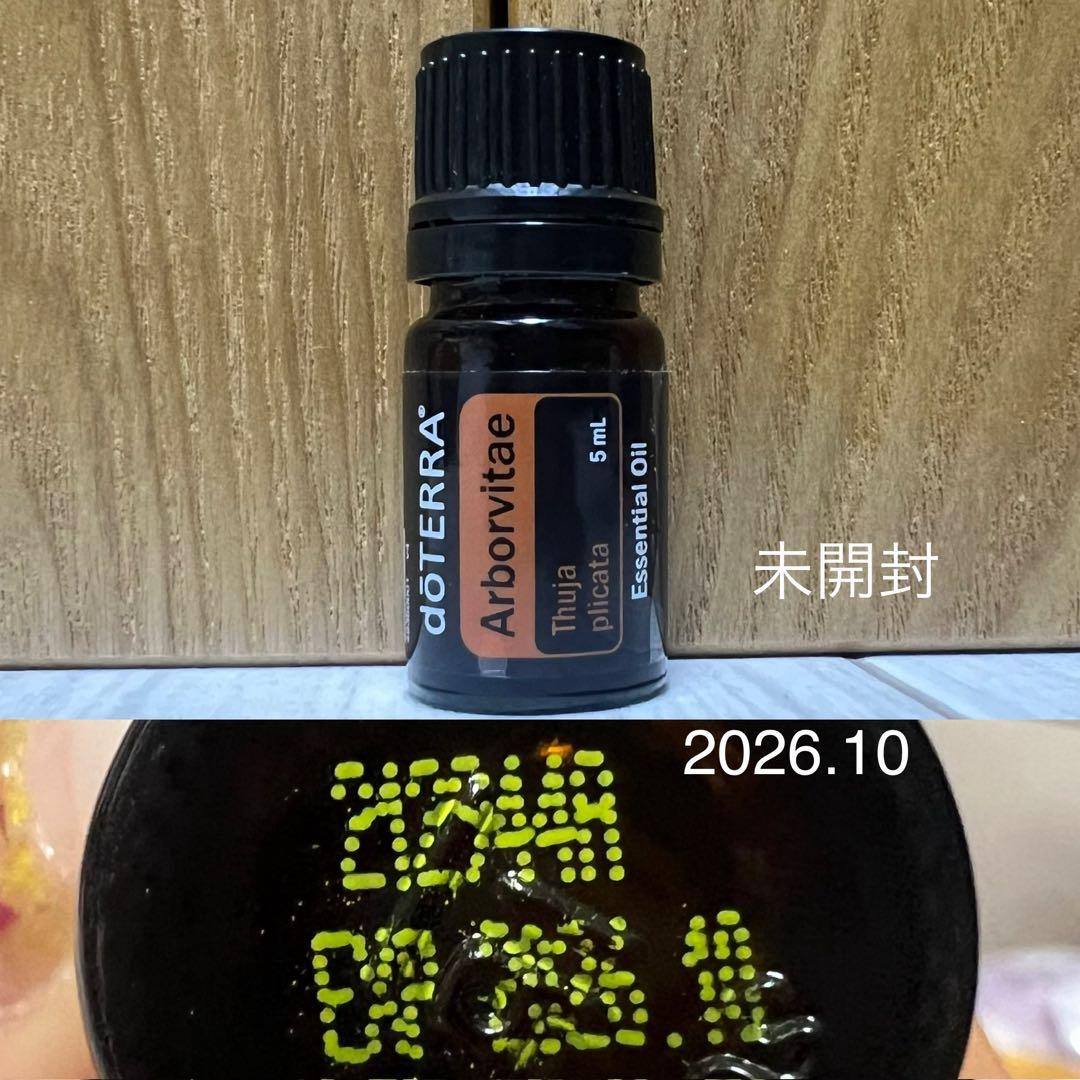 dōTERRA®
Arborvitae
Thuja
plicata
5 mL
Essential Oil
未開封
2026.10